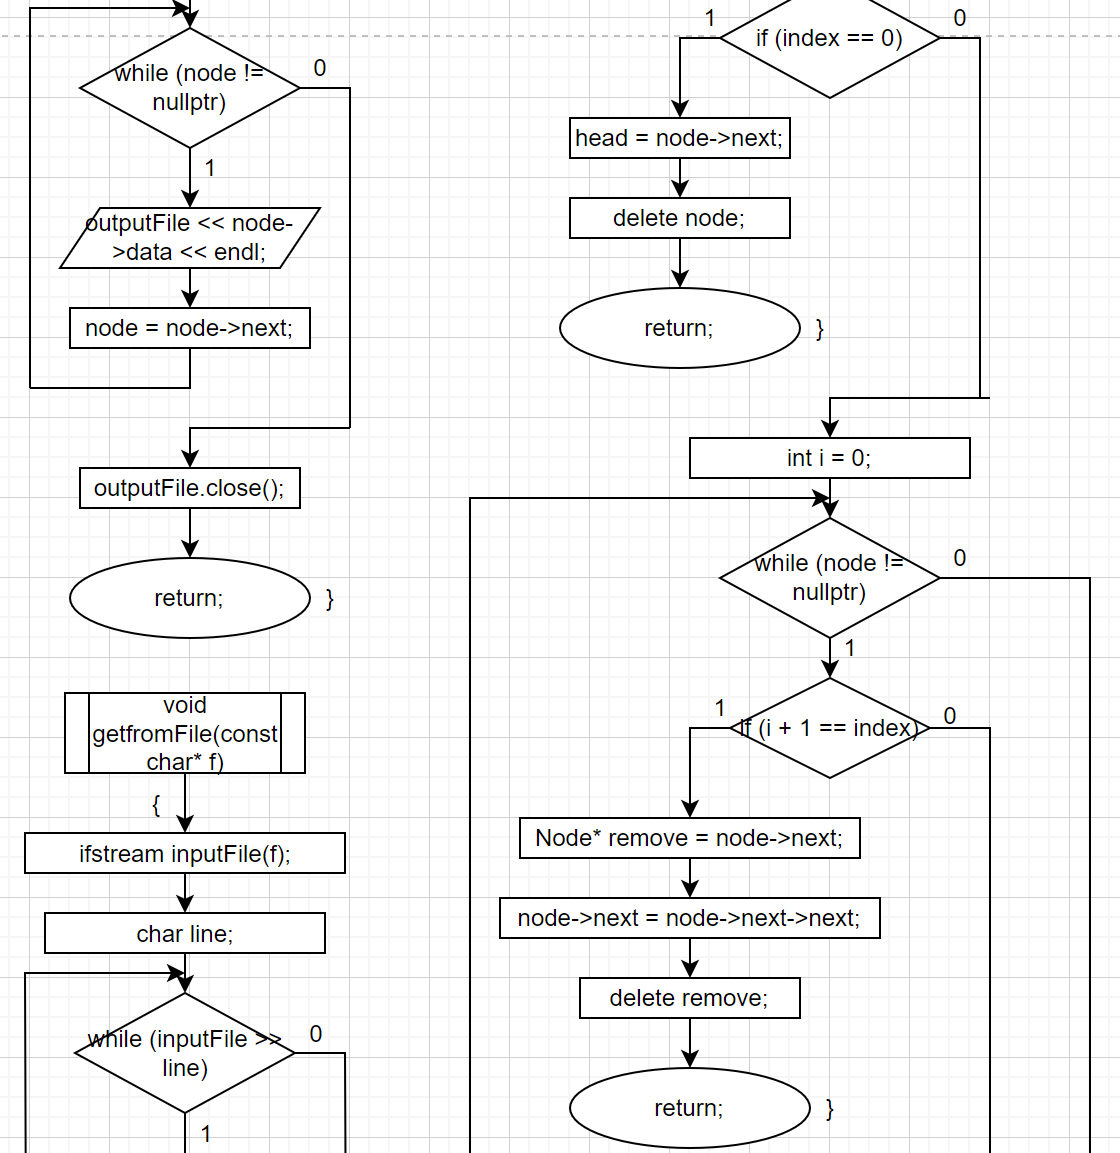 while (node !=
nullptr)
0
1
outputFile << node-
>data << endl;
node = node->next;
outputFile.close();
return;
}
void
getfromFile(const
char* f)
{
ifstream inputFile(f);
char line;
while (inputFile >>
line)
0
1
1
if (index == 0)
0
head = node->next;
delete node;
return;
}
int i = 0;
while (node !=
nullptr)
0
1
1
if (i + 1 == index)
0
Node* remove = node->next;
node->next = node->next->next;
delete remove;
return;
}